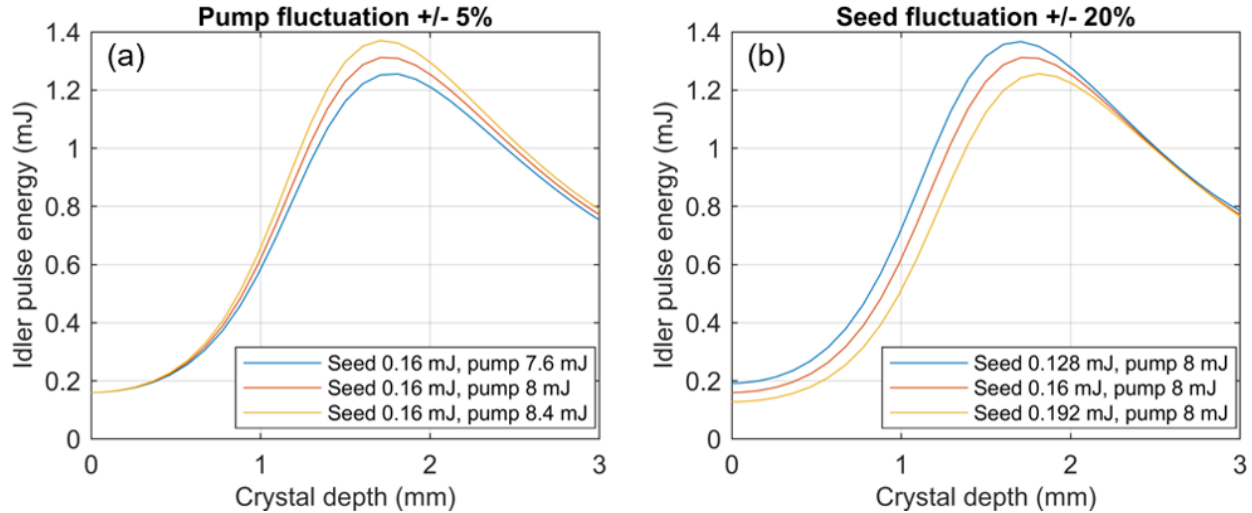 Pump fluctuation +/- 5%
(a)
Idler pulse energy (mJ)
1.4
1.2
1
0.8
0.6
0.4
0.2
0
Seed 0.16 mJ, pump 7.6 mJ
Seed 0.16 mJ, pump 8 mJ
Seed 0.16 mJ, pump 8.4 mJ
0 1 2 3
Crystal depth (mm)
Seed fluctuation +/- 20%
(b)
Idler pulse energy (mJ)
1.4
1.2
1
0.8
0.6
0.4
0.2
0
Seed 0.128 mJ, pump 8 mJ
Seed 0.16 mJ, pump 8 mJ
Seed 0.192 mJ, pump 8 mJ
0 1 2 3
Crystal depth (mm)